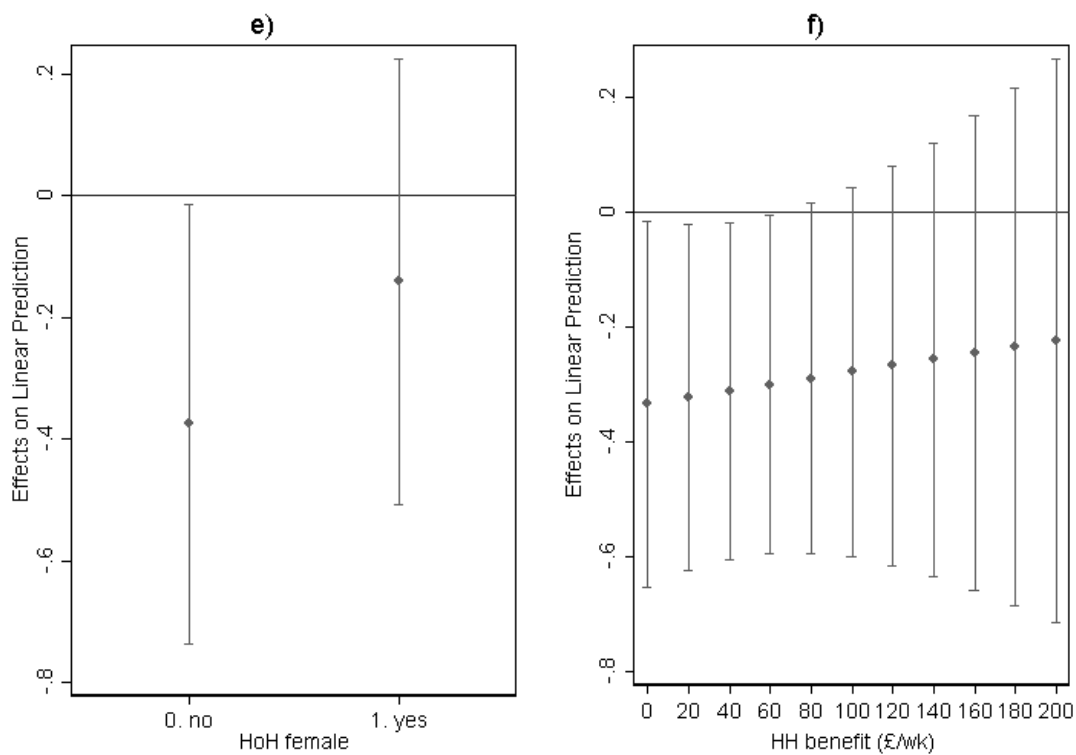 e)
Effects on Linear Prediction
.2
0
-.2
-.4
-.6
-.8
0. no
1. yes
HoH female
f)
Effects on Linear Prediction
.2
0
-.2
-.4
-.6
-.8
0 20 40 60 80 100 120 140 160 180 200
HH benefit (£/wk)